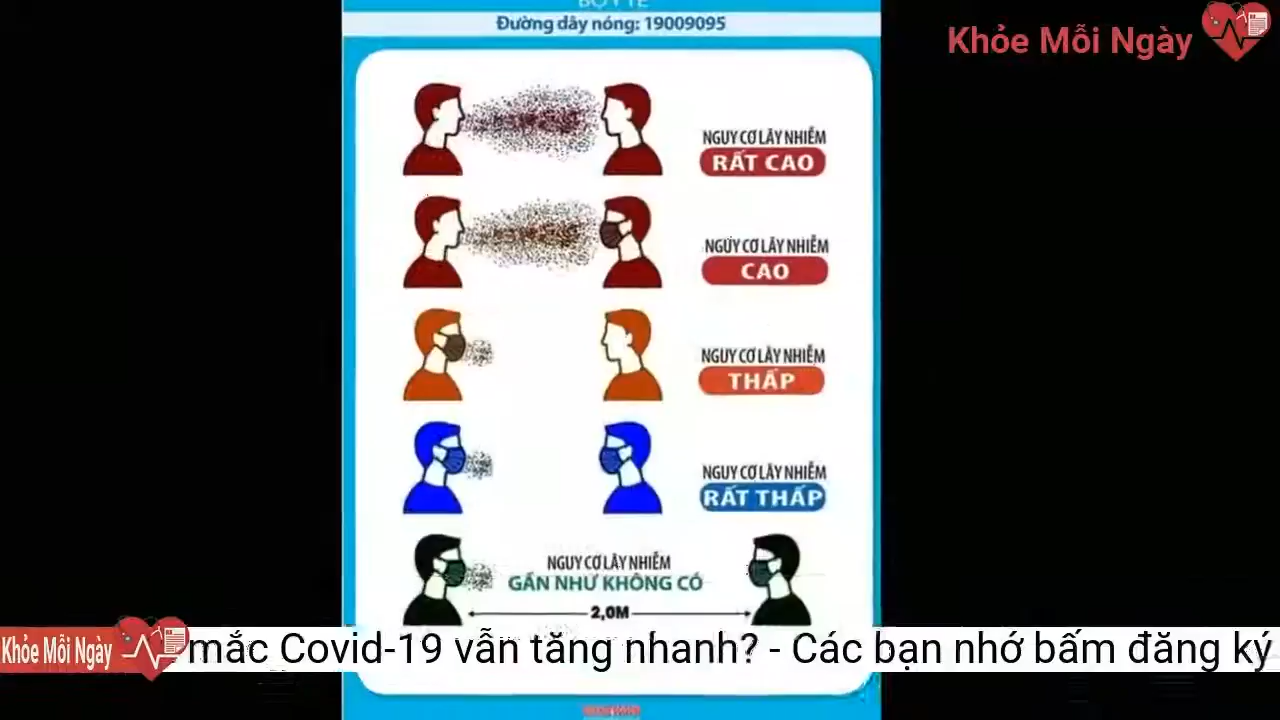 BỘ Y TẾ
Đường dây nóng: 19009095
Khỏe Mỗi Ngày
NGUY CƠ LÂY NHIỄM
RẤT CAO
NGUY CƠ LÂY NHIỄM
CAO
NGUY CƠ LÂY NHIỄM
THẤP
NGUY CƠ LÂY NHIỄM
RẤT THẤP
NGUY CƠ LÂY NHIỄM
GẦN NHƯ KHÔNG CÓ
2,0M
Khỏe Mỗi Ngày
mắc Covid-19 vẫn tăng nhanh? - Các bạn nhớ bấm đăng ký